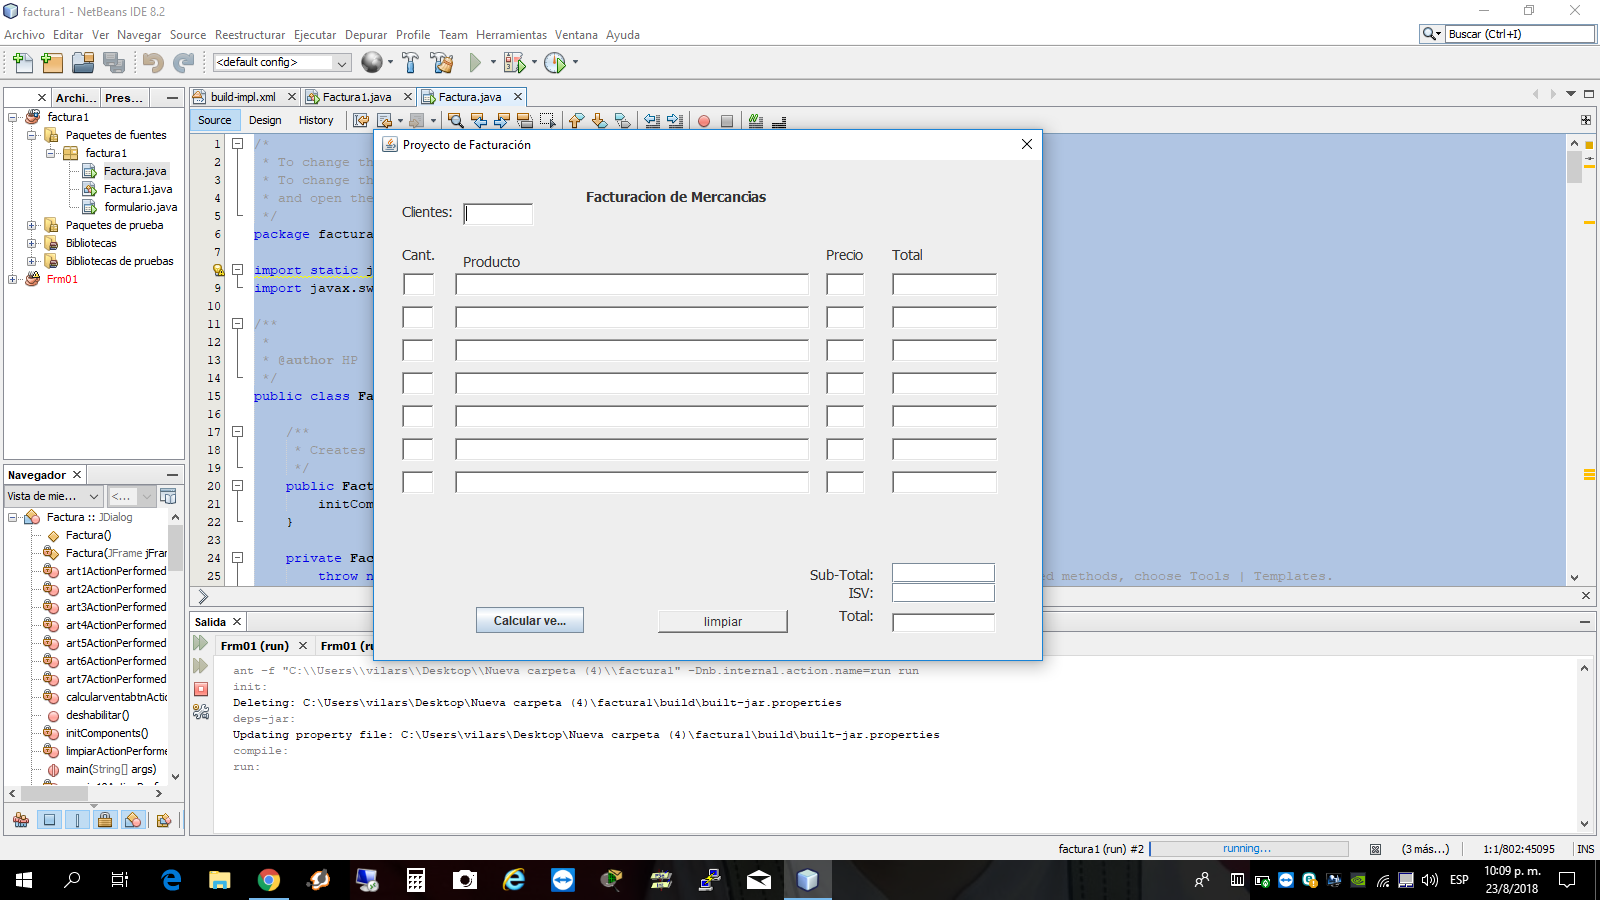 factura1 - NetBeans IDE 8.2
Archivo Editar Ver Navegar Source Reestructurar Ejecutar Depurar Profile Team Herramientas Ventana Ayuda
Buscar (Ctrl+I)
<default config>
Archi... Pres...
build-impl.xml Factura1.java Factura.java
Source Design History
factura1
Paquetes de fuentes
factura1
Factura.java
Factura1.java
formulario.java
Paquetes de prueba
Bibliotecas
Bibliotecas de pruebas
Frm01
1 /*
2 * To change th
3 * To change th
4 * and open the
5 */
6 package factura
7
8 import static j
9 import javax.sw
10
11 /**
12 *
13 * @author HP
14 */
15 public class Fa
16
17 /**
18 * Creates
19 */
20 public Fact
21 initCom
22 }
23
24 private Fac
25 throw n
ed methods, choose Tools | Templates.
Proyecto de Facturación
Facturacion de Mercancias
Clientes:
Cant. Producto Precio Total
Sub-Total:
ISV:
Total:
Calcular ve...
limpiar
Navegador
Vista de mie... <...
Factura :: JDialog
Factura()
Factura(JFrame jFrar
art1ActionPerformed
art2ActionPerformed
art3ActionPerformed
art4ActionPerformed
art5ActionPerformed
art6ActionPerformed
art7ActionPerformed
calcularventabtnActio
deshabilitar()
initComponents()
limpiarActionPerforme
main(String[] args)
Salida
Frm01 (run) Frm01 (ru
ant -f "C:\\Users\\vilars\\Desktop\\Nueva carpeta (4)\\factura1" -Dnb.internal.action.name=run run
init:
Deleting: C:\Users\vilars\Desktop\Nueva carpeta (4)\factura1\build\built-jar.properties
deps-jar:
Updating property file: C:\Users\vilars\Desktop\Nueva carpeta (4)\factura1\build\built-jar.properties
compile:
run:
factura1 (run) #2 running... (3 más...) 1:1/802:45095 INS
ESP
10:09 p. m.
23/8/2018